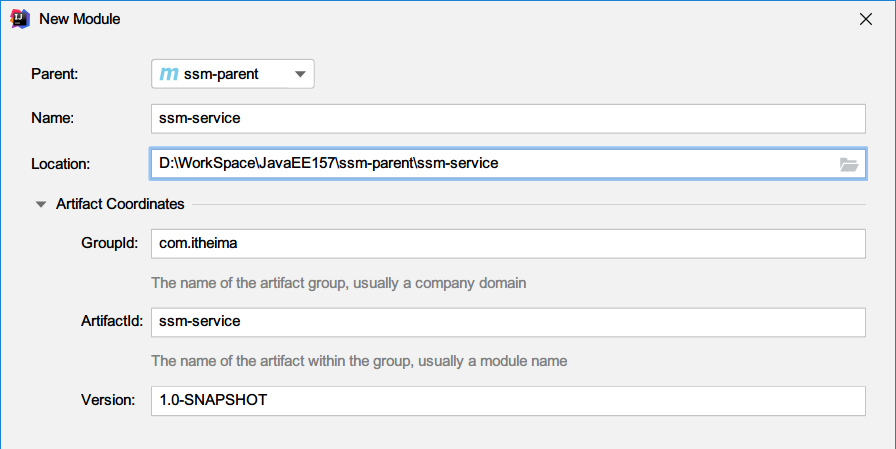 New Module
Parent: m ssm-parent
Name: ssm-service
Location: D:\WorkSpace\JavaEE157\ssm-parent\ssm-service
Artifact Coordinates
GroupId: com.itheima
The name of the artifact group, usually a company domain
ArtifactId: ssm-service
The name of the artifact within the group, usually a module name
Version: 1.0-SNAPSHOT